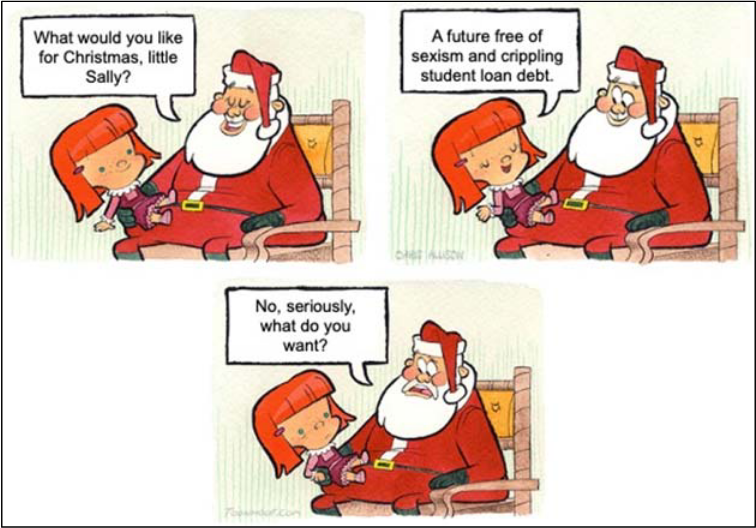 What would you like
for Christmas, little
Sally?
A future free of
sexism and crippling
student loan debt.
No, seriously,
what do you
want?